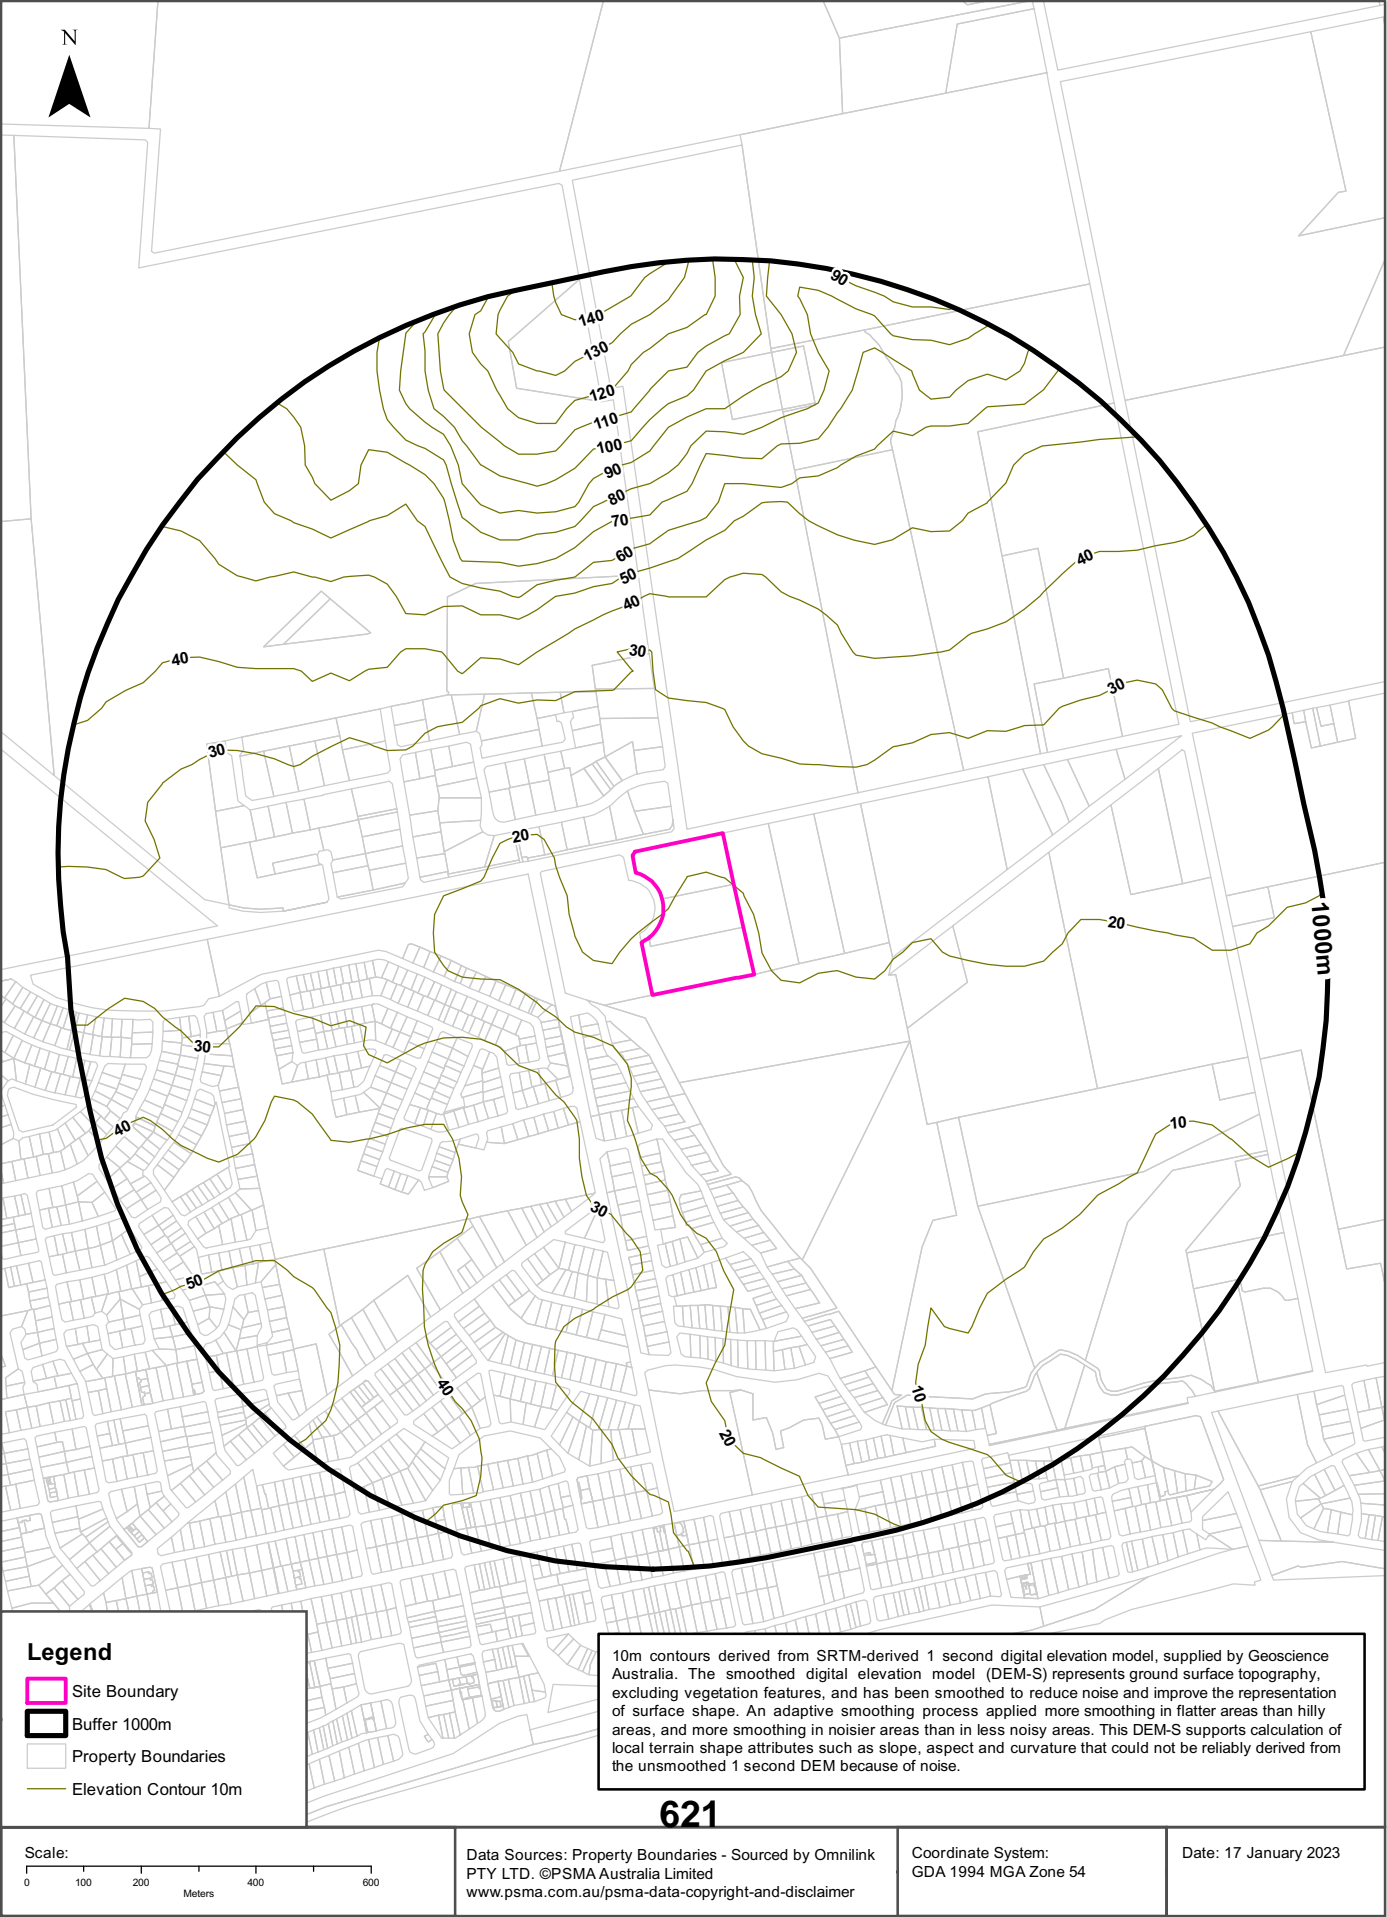 N
90
140
130
120
110
100
90
80
70
60
50
40
30
40
40
30
30
20
20
1000m
30
40
10
30
50
40
10
20
Legend
Site Boundary
Buffer 1000m
Property Boundaries
Elevation Contour 10m
10m contours derived from SRTM-derived 1 second digital elevation model, supplied by Geoscience
Australia. The smoothed digital elevation model (DEM-S) represents ground surface topography,
excluding vegetation features, and has been smoothed to reduce noise and improve the representation
of surface shape. An adaptive smoothing process applied more smoothing in flatter areas than hilly
areas, and more smoothing in noisier areas than in less noisy areas. This DEM-S supports calculation of
local terrain shape attributes such as slope, aspect and curvature that could not be reliably derived from
the unsmoothed 1 second DEM because of noise.
621
Scale:
0 100 200 400 600
Meters
Data Sources: Property Boundaries - Sourced by Omnilink
PTY LTD. ©PSMA Australia Limited
www.psma.com.au/psma-data-copyright-and-disclaimer
Coordinate System:
GDA 1994 MGA Zone 54
Date: 17 January 2023